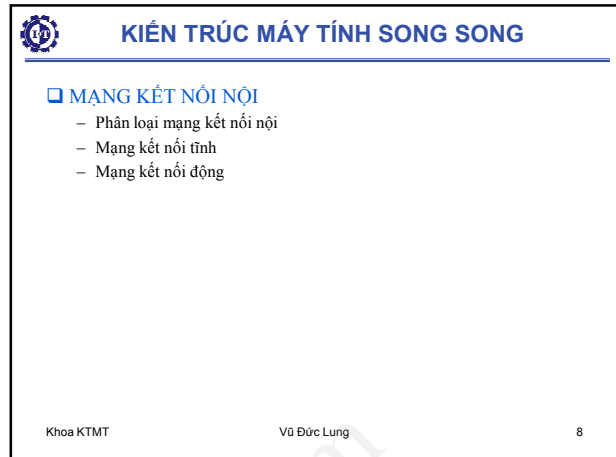 KIẾN TRÚC MÁY TÍNH SONG SONG
MẠNG KẾT NỐI NỘI
– Phân loại mạng kết nối nội
– Mạng kết nối tĩnh
– Mạng kết nối động
Khoa KTMT Vũ Đức Lung 8